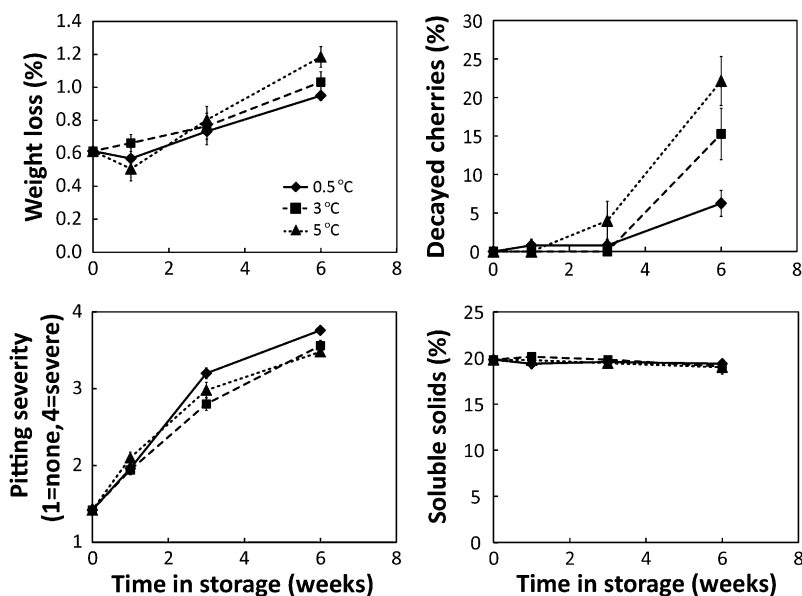 Weight loss (%)
1.4
1.2
1.0
0.8
0.6
0.4
0.2
0.0
0 2 4 6 8
0.5 °C
3 °C
5 °C
Decayed cherries (%)
30
25
20
15
10
5
0
0 2 4 6 8
Pitting severity
(1=none, 4=severe)
4
3
2
1
0 2 4 6 8
Time in storage (weeks)
Soluble solids (%)
25
20
15
10
5
0
0 2 4 6 8
Time in storage (weeks)